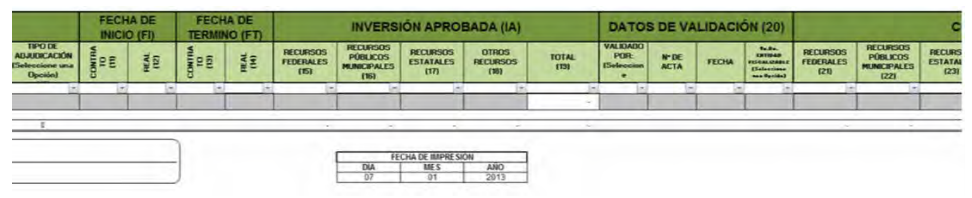 FECHA DE INICIO (FI) FECHA DE TERMINO (FT) INVERSIÓN APROBADA (IA) DATOS DE VALIDACIÓN (20) C
TIPO DE ADJUDICACIÓN (Seleccione una Opción)
CONTRATO (11)
REAL (12)
CONTRATO (13)
REAL (14)
RECURSOS FEDERALES (15)
RECURSOS PÚBLICOS MUNICIPALES (16)
RECURSOS ESTATALES (17)
OTROS RECURSOS (18)
TOTAL (19)
VALIDADO POR: (Seleccion e
N° DE ACTA
FECHA
RECURSOS FEDERALES (21)
RECURSOS PÚBLICOS MUNICIPALES (22)
RECURS ESTATAL (23)
FECHA DE IMPRESIÓN
DIA MES AÑO
07 01 2013